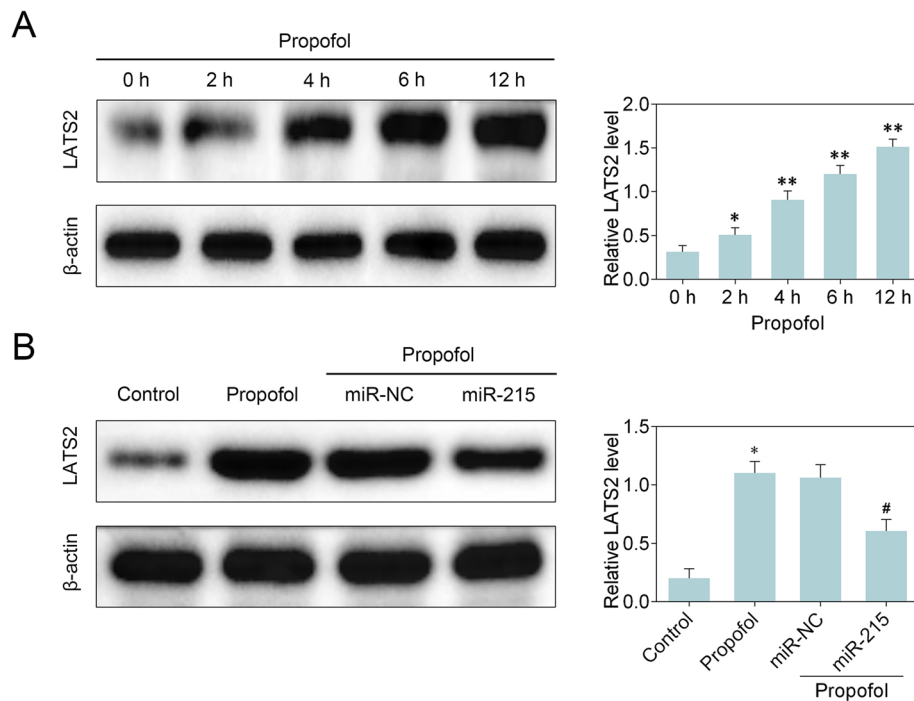 A
Propofol
0 h 2 h 4 h 6 h 12 h
LATS2
β-actin
Relative LATS2 level
2.0
1.5
1.0
0.5
0.0
*
**
**
**
0 h 2 h 4 h 6 h 12 h
Propofol
B
Propofol
Control Propofol miR-NC miR-215
LATS2
β-actin
Relative LATS2 level
1.5
1.0
0.5
0.0
*
#
Control Propofol miR-NC miR-215
Propofol